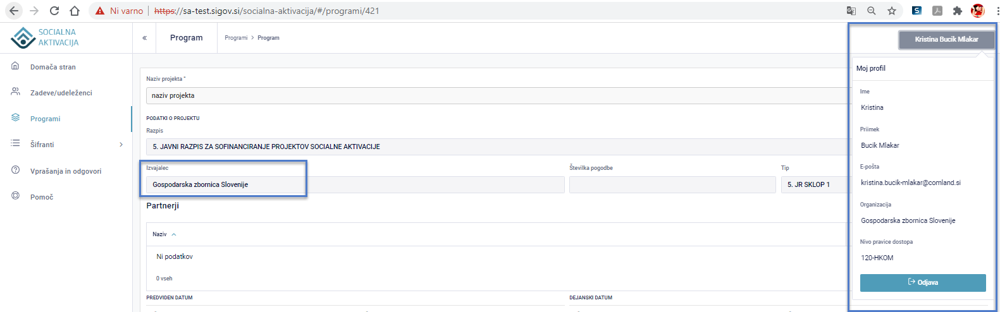 Ni varno | https://sa-test.sigov.si/socialna-aktivacija/#/programi/421
SOCIALNA
AKTIVACIJA
« Program Programi > Program
Kristina Bucik Mlakar
Domača stran
Zadeve/udeleženci
Programi
Šifranti
Vprašanja in odgovori
Pomoč
Naziv projekta *
naziv projekta
PODATKI O PROJEKTU
Razpis
5. JAVNI RAZPIS ZA SOFINANCIRANJE PROJEKTOV SOCIALNE AKTIVACIJE
Izvajalec Številka pogodbe Tip
Gospodarska zbornica Slovenije 5. JR SKLOP 1
Partnerji
Naziv
Ni podatkov
0 vseh
PREDVIDEN DATUM DEJANSKI DATUM
Moj profil
Ime
Kristina
Priimek
Bucik Mlakar
E-pošta
kristina.bucik-mlakar@comland.si
Organizacija
Gospodarska zbornica Slovenije
Nivo pravice dostopa
120-HKOM
Odjava